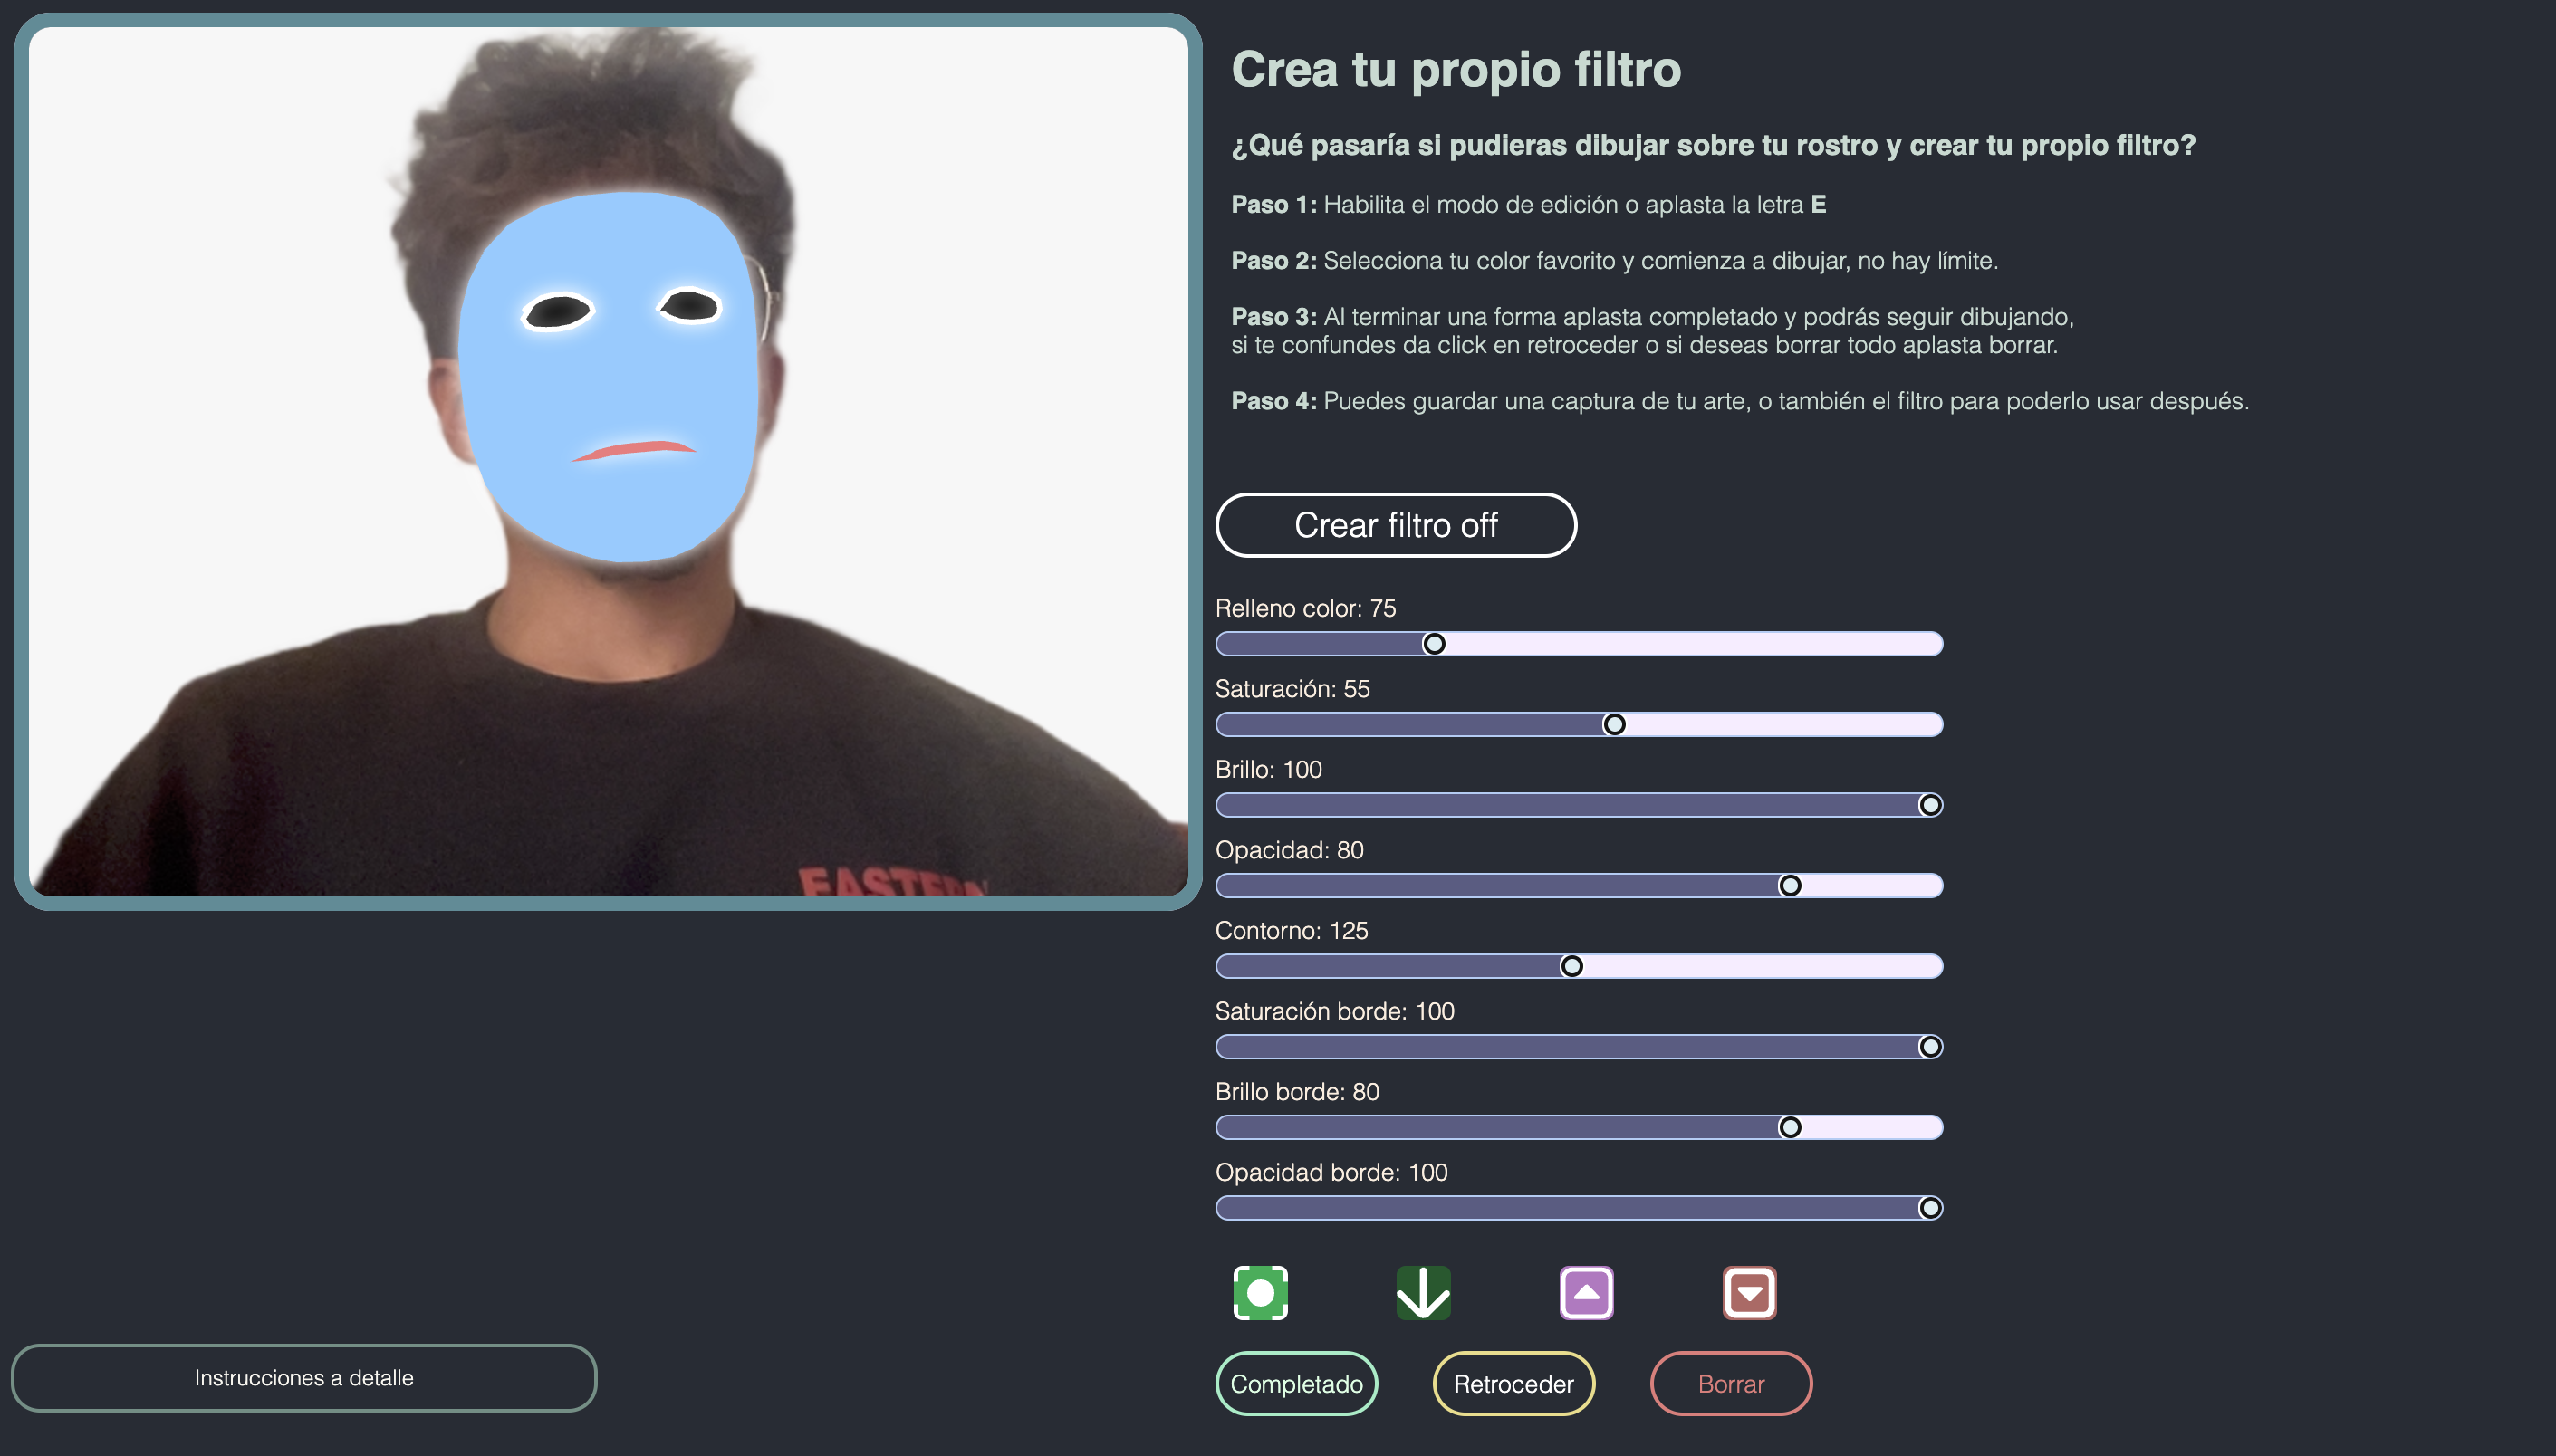 Crea tu propio filtro
¿Qué pasaría si pudieras dibujar sobre tu rostro y crear tu propio filtro?
Paso 1: Habilita el modo de edición o aplasta la letra E
Paso 2: Selecciona tu color favorito y comienza a dibujar, no hay límite.
Paso 3: Al terminar una forma aplasta completado y podrás seguir dibujando,
si te confundes da click en retroceder o si deseas borrar todo aplasta borrar.
Paso 4: Puedes guardar una captura de tu arte, o también el filtro para poderlo usar después.
Crear filtro off
Relleno color: 75
Saturación: 55
Brillo: 100
Opacidad: 80
Contorno: 125
Saturación borde: 100
Brillo borde: 80
Opacidad borde: 100
Completado
Retroceder
Borrar
EASTERN
Instrucciones a detalle